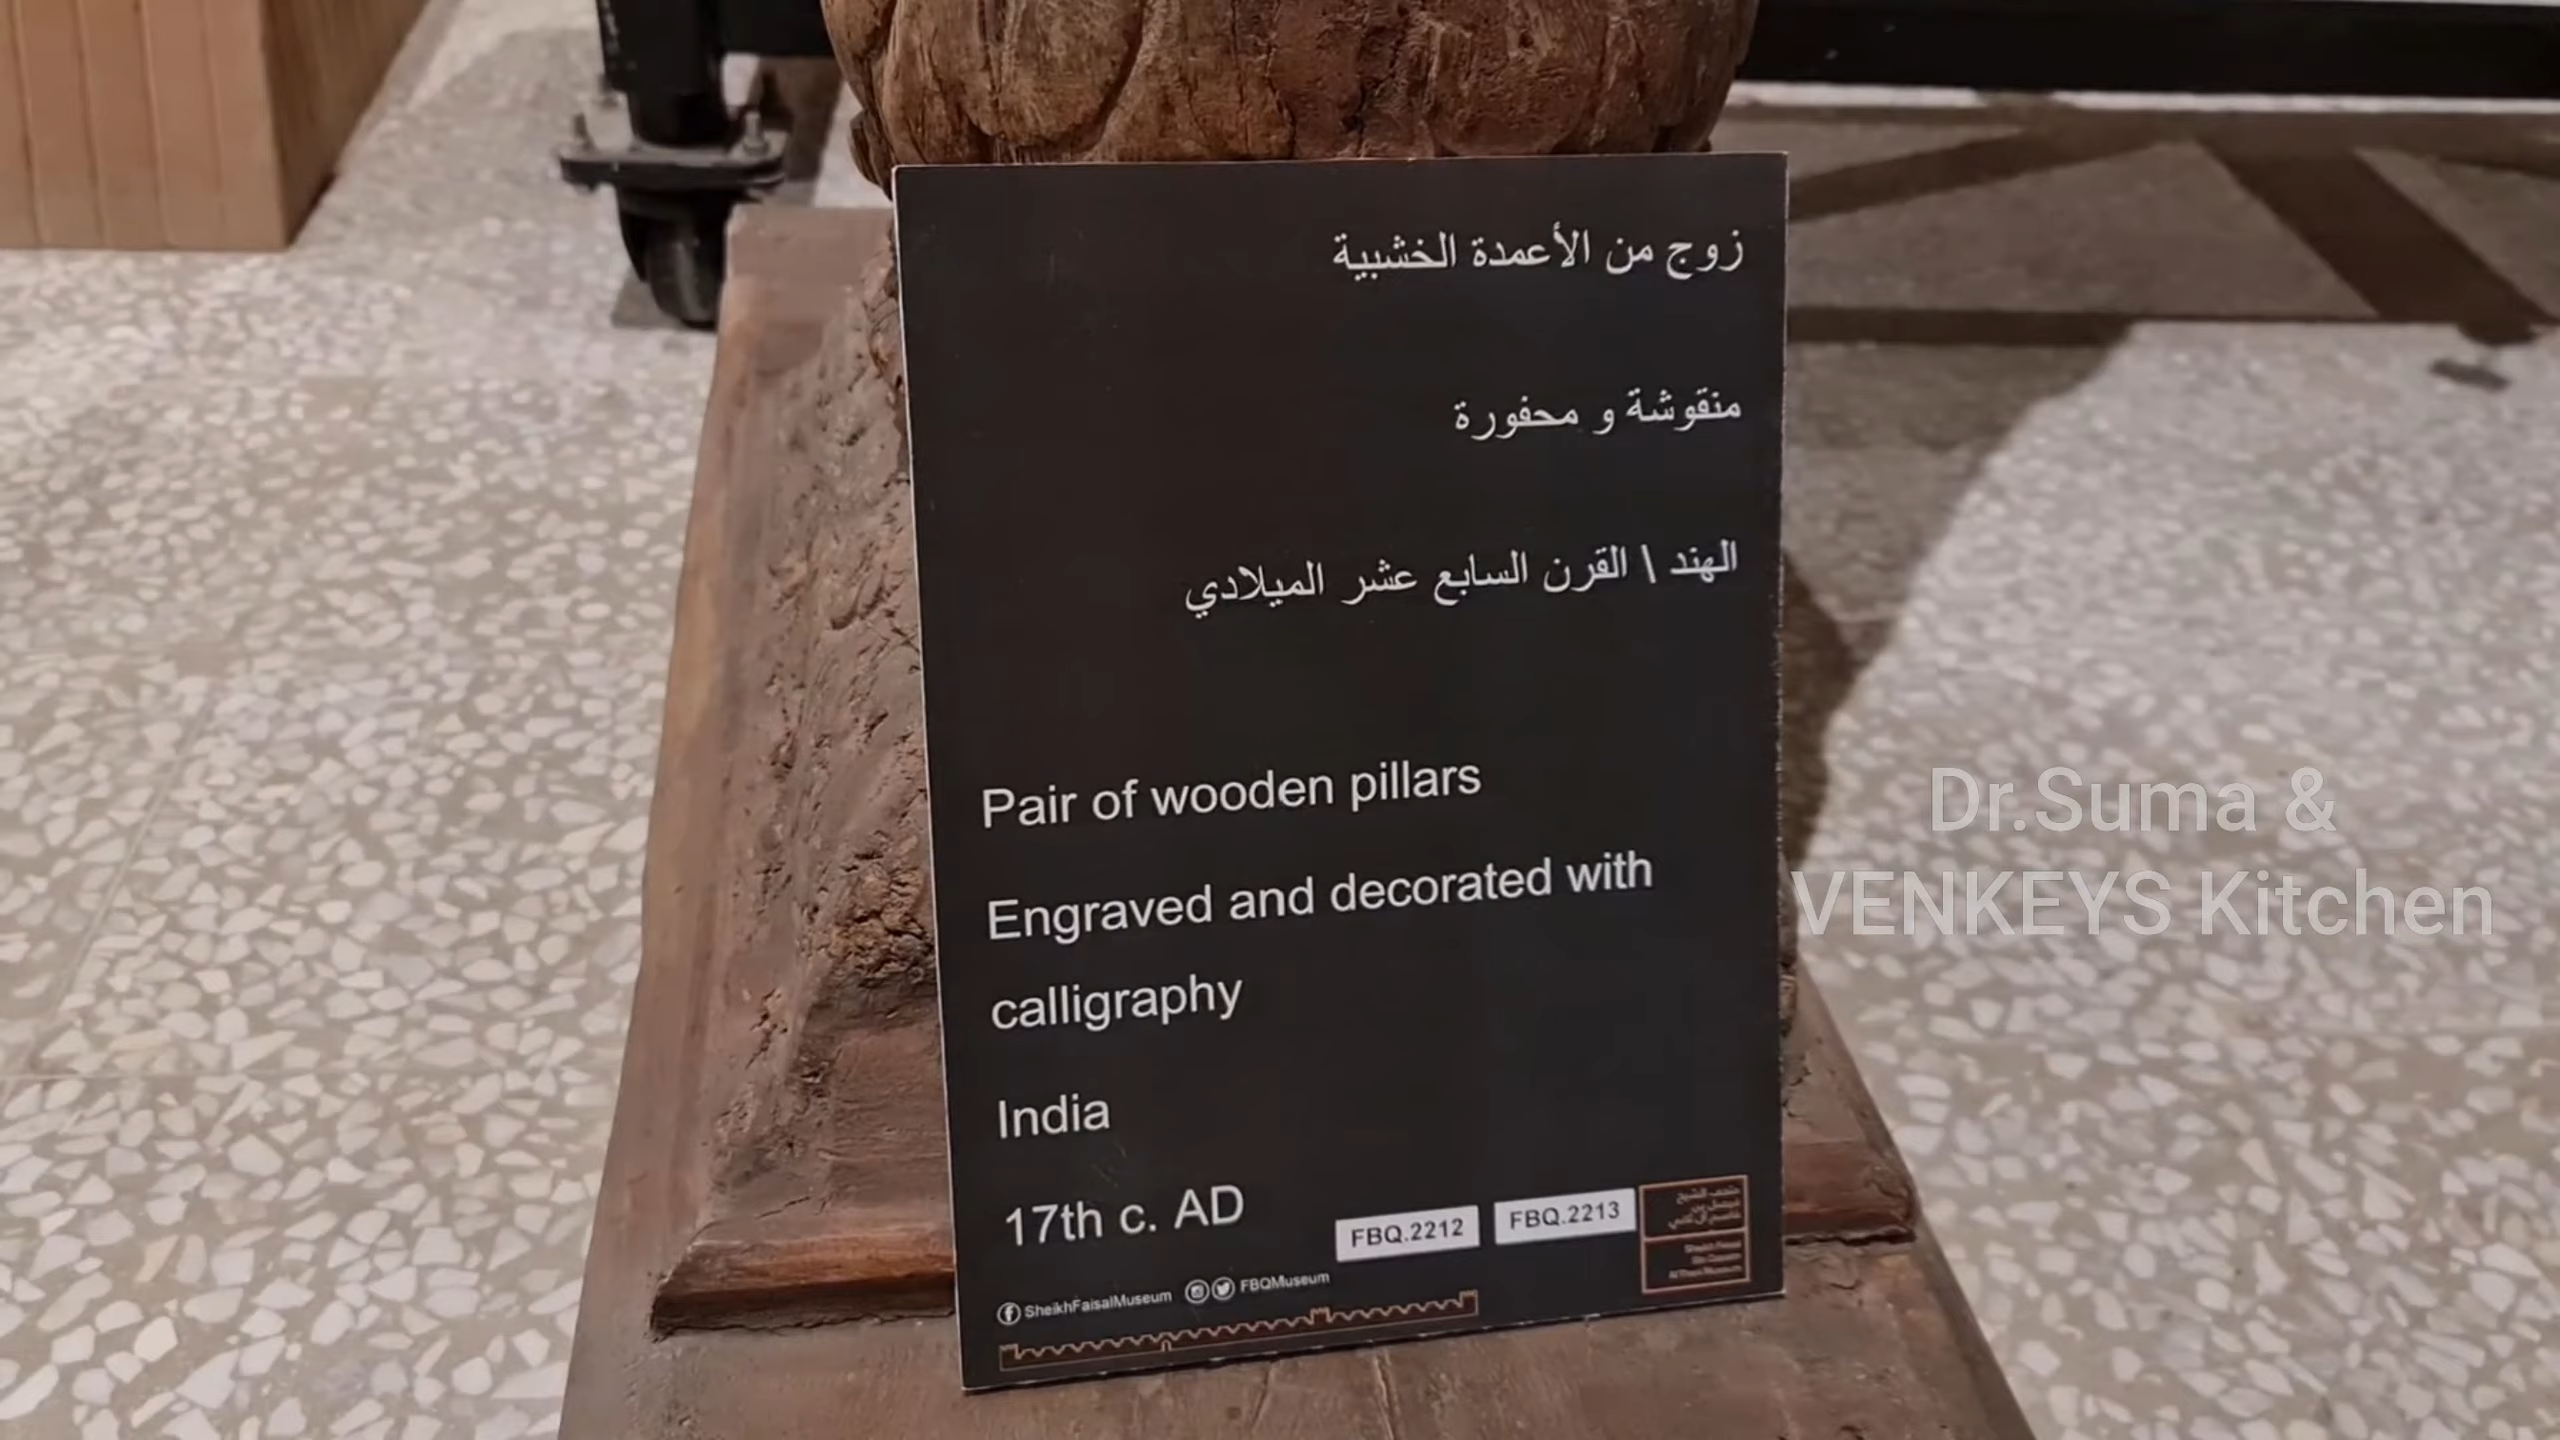 زوج من الأعمدة الخشبية
منقوشة و محفورة
الهند \ القرن السابع عشر الميلادي
Pair of wooden pillars
Engraved and decorated with
calligraphy
India
17th c. AD
FBQ.2212 FBQ.2213
SheikhFaisalMuseum FBQMuseum
Dr.Suma &
VENKEYS Kitchen